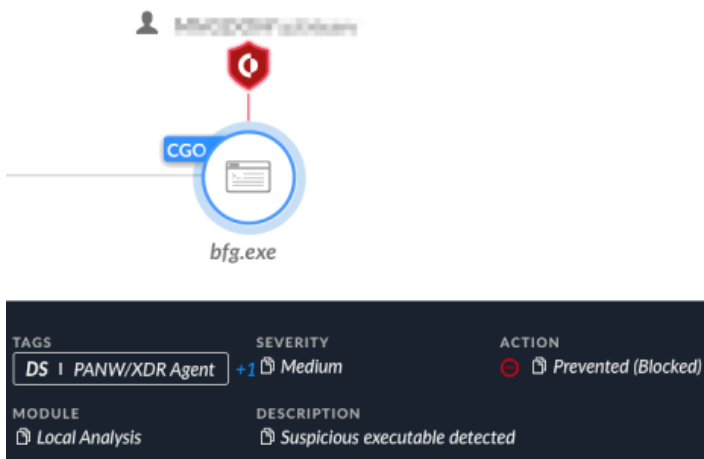 CGO
bfg.exe
TAGS SEVERITY ACTION
DS | PANW/XDR Agent +1 Medium Prevented (Blocked)
MODULE DESCRIPTION
Local Analysis Suspicious executable detected